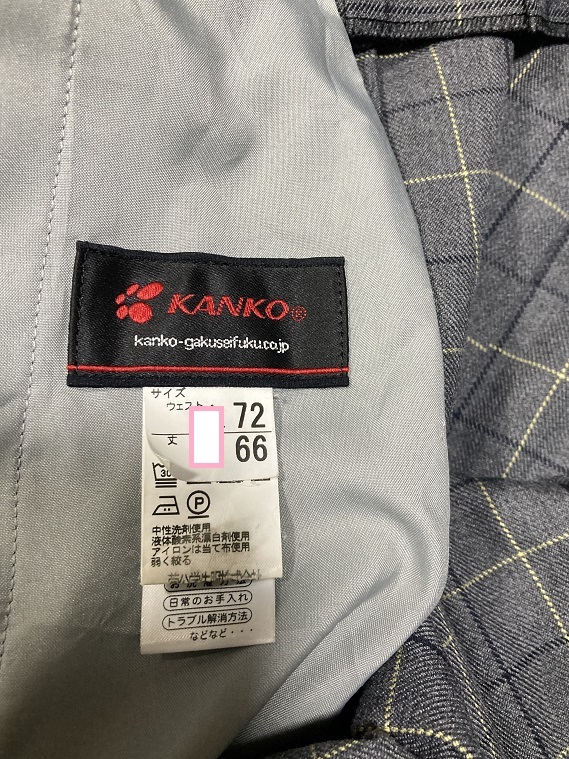 KANKO®
kanko-gakuseifuku.co.jp
サイズ
ウェスト 72
丈 66
30
P
中性洗剤使用
液体酸素系漂白剤使用
アイロンは当て布使用
弱く絞る
日常のお手入れ
トラブル解消方法
などなど・・・